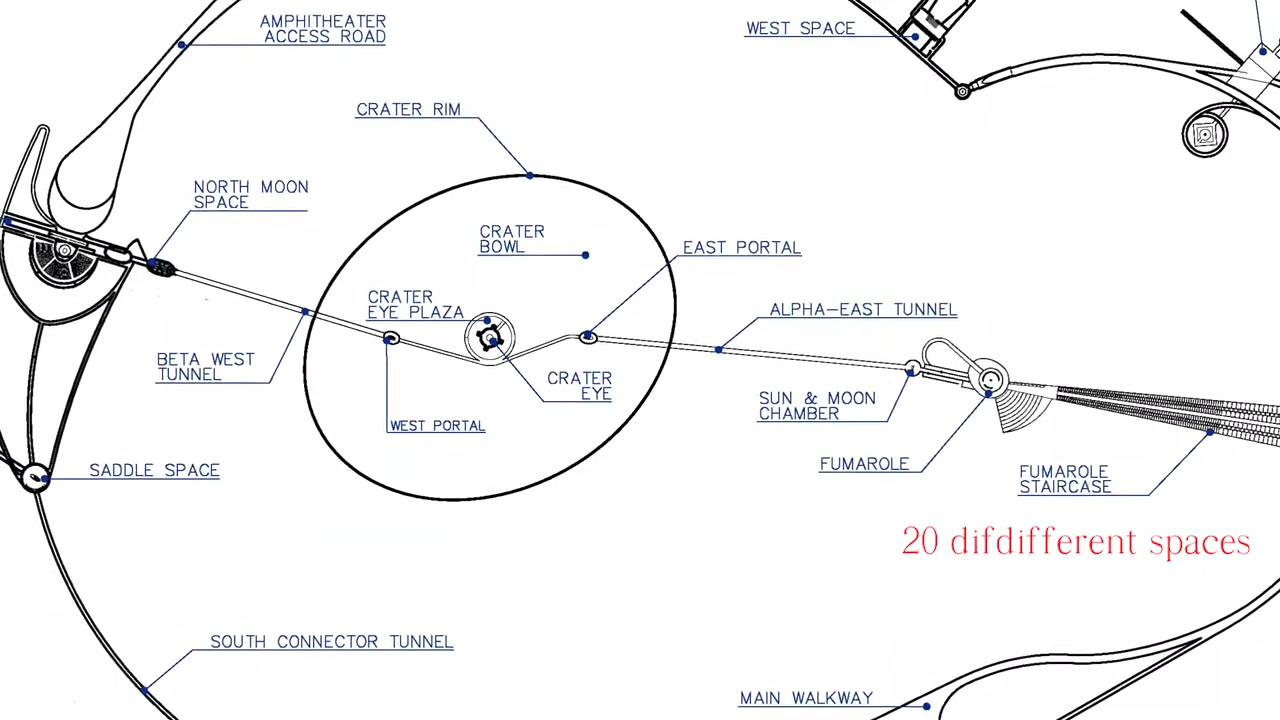 AMPHITHEATER
ACCESS ROAD
WEST SPACE
CRATER RIM
NORTH MOON
SPACE
CRATER
BOWL
EAST PORTAL
CRATER
EYE PLAZA
ALPHA-EAST TUNNEL
BETA WEST
TUNNEL
CRATER
EYE
SUN & MOON
CHAMBER
WEST PORTAL
FUMAROLE
SADDLE SPACE
FUMAROLE
STAIRCASE
20 difdifferent spaces
SOUTH CONNECTOR TUNNEL
MAIN WALKWAY